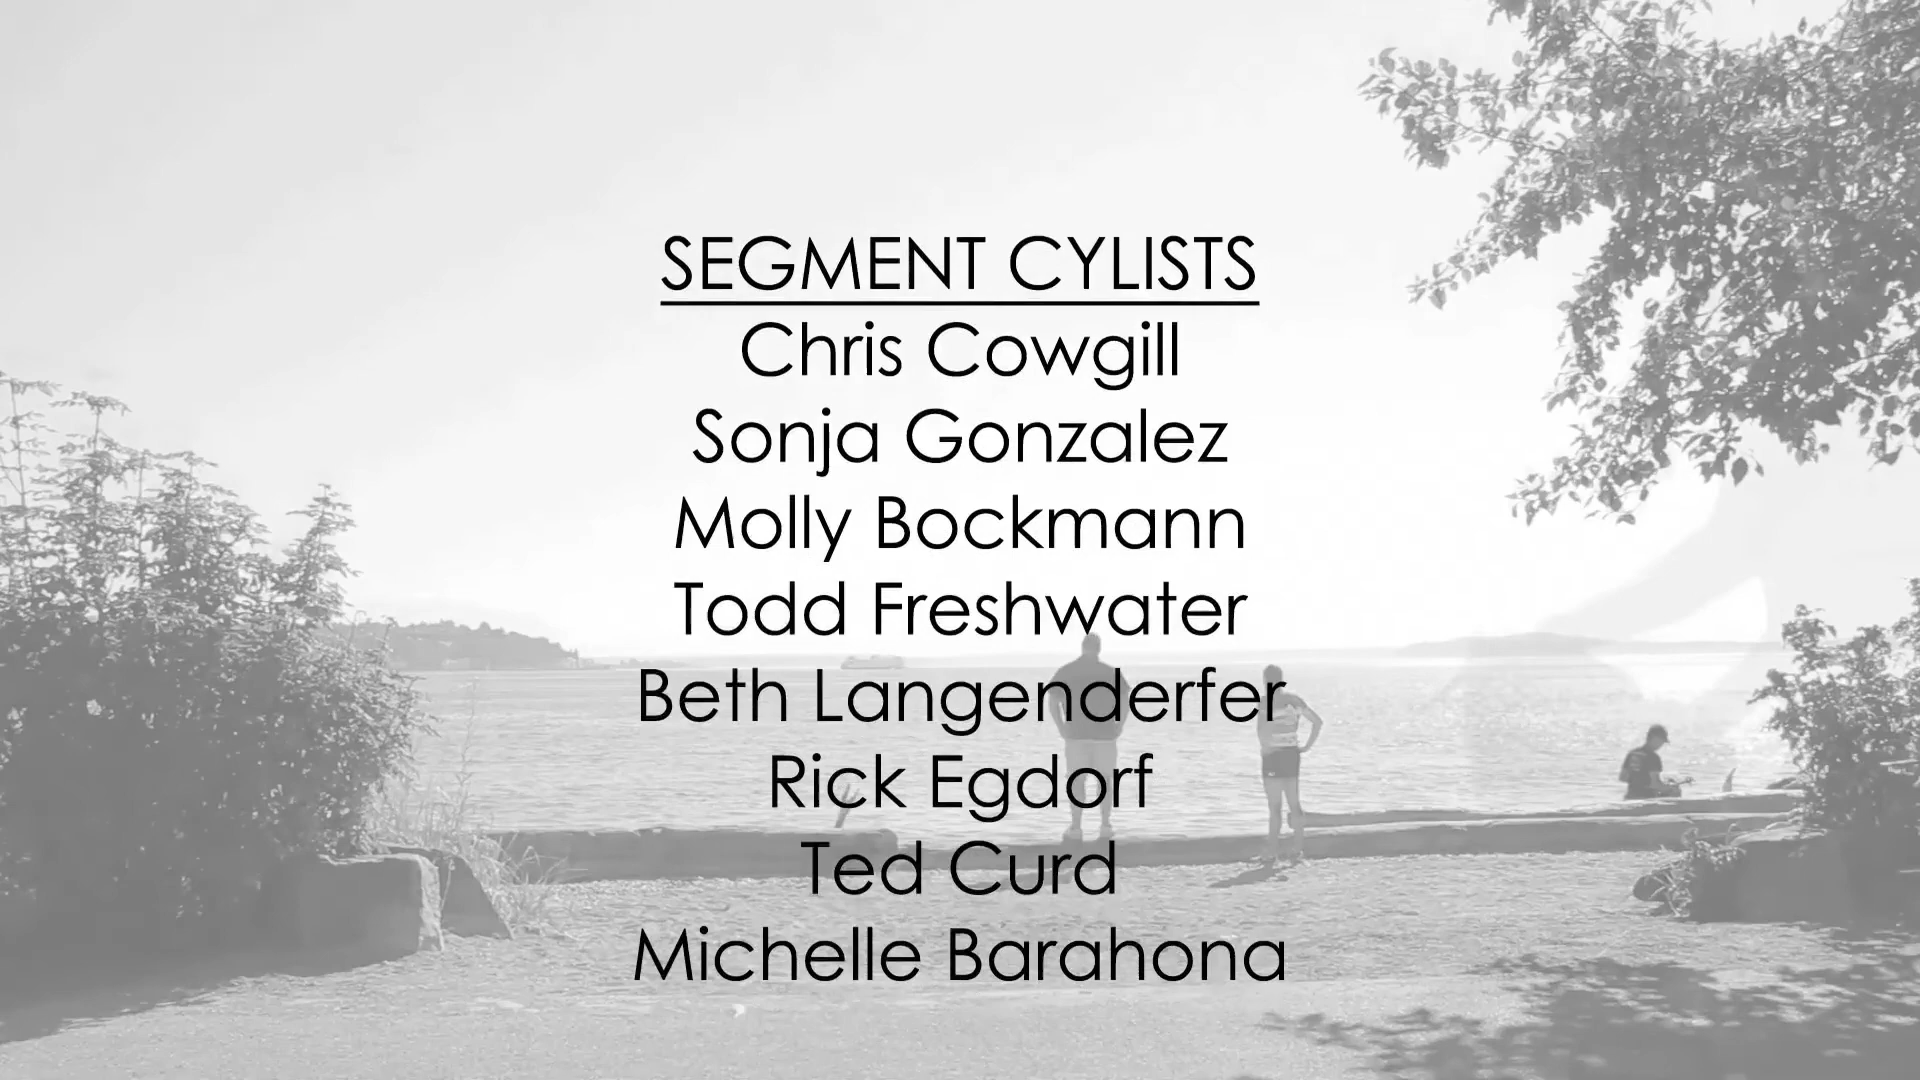 SEGMENT CYLISTS
Chris Cowgill
Sonja Gonzalez
Molly Bockmann
Todd Freshwater
Beth Langenderfer
Rick Egdorf
Ted Curd
Michelle Barahona